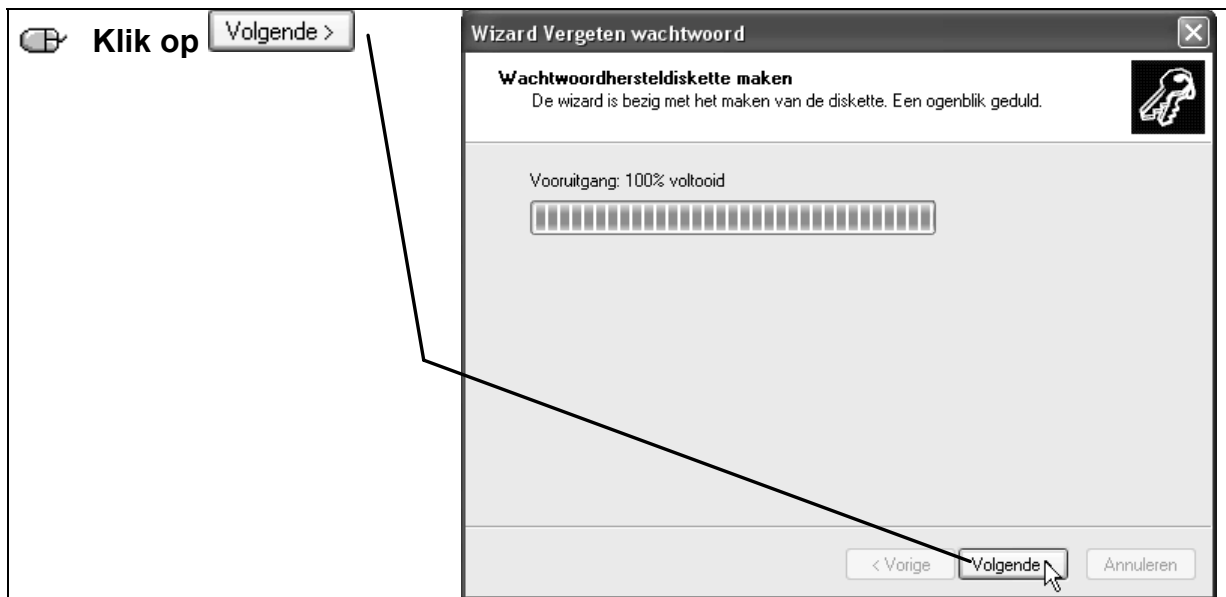 Klik op Volgende >
Wizard Vergeten wachtwoord
Wachtwoordhersteldiskette maken
De wizard is bezig met het maken van de diskette. Een ogenblik geduld.
Vooruitgang: 100% voltooid
< Vorige Volgende Annuleren